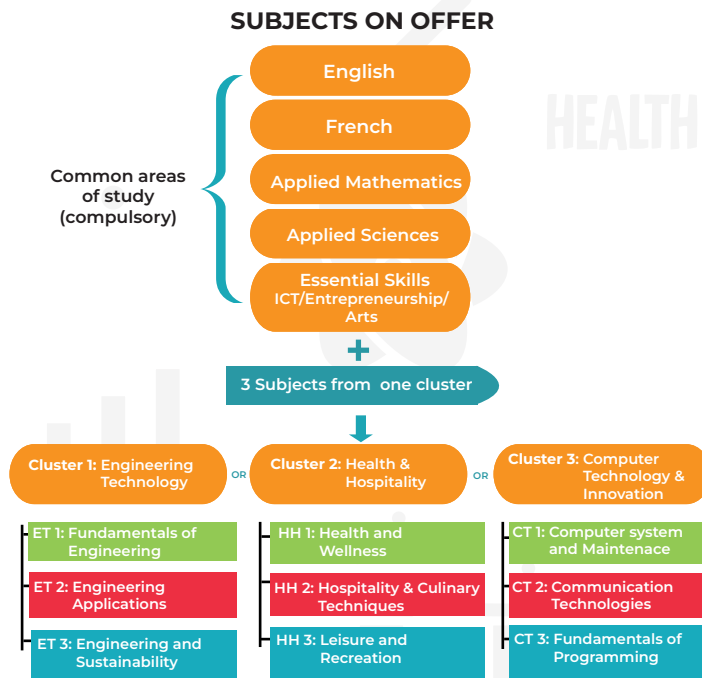 SUBJECTS ON OFFER
HEALTH
English
French
Applied Mathematics
Applied Sciences
Essential Skills
ICT/Entrepreneurship/
Arts
Common areas
of study
(compulsory)
+
3 Subjects from one cluster
Cluster 1: Engineering
Technology
OR
Cluster 2: Health &
Hospitality
OR
Cluster 3: Computer
Technology &
Innovation
ET 1: Fundamentals of
Engineering
ET 2: Engineering
Applications
ET 3: Engineering and
Sustainability
HH 1: Health and
Wellness
HH 2: Hospitality & Culinary
Techniques
HH 3: Leisure and
Recreation
CT 1: Computer system
and Maintenace
CT 2: Communication
Technologies
CT 3: Fundamentals of
Programming